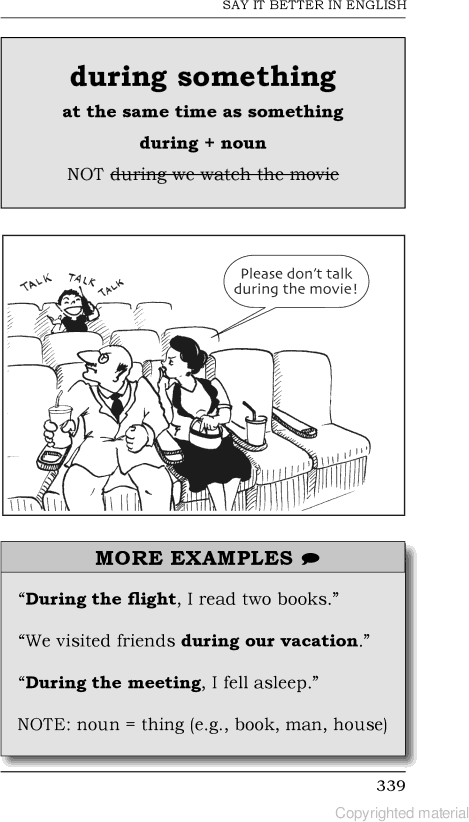 SAY IT BETTER IN ENGLISH
during something
at the same time as something
during + noun
NOT during we watch the movie
TALK TALK TALK
Please don't talk
during the movie!
MORE EXAMPLES
“During the flight, I read two books.”
“We visited friends during our vacation.”
“During the meeting, I fell asleep.”
NOTE: noun = thing (e.g., book, man, house)
339
Copyrighted material